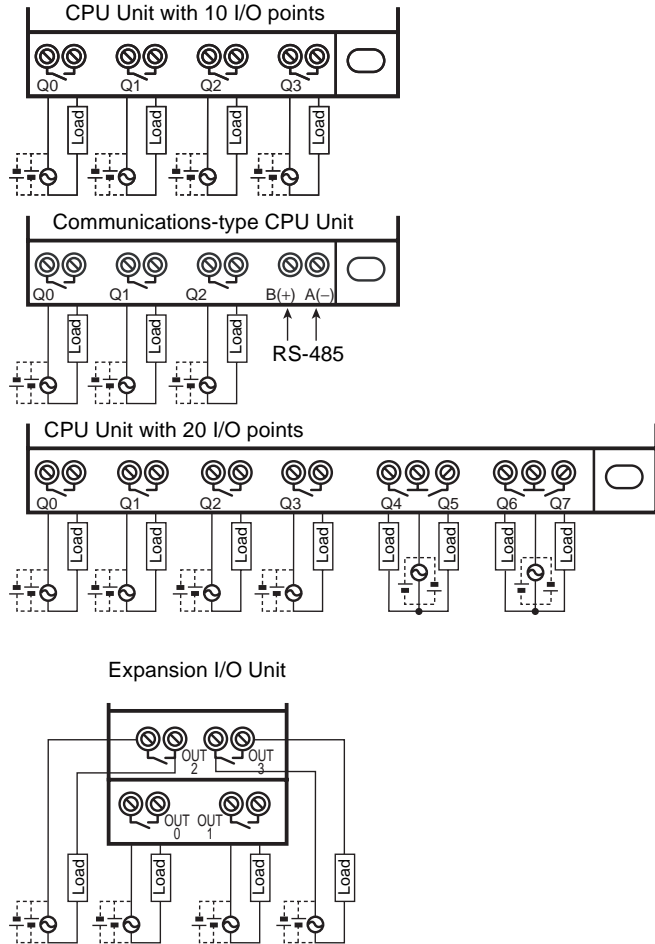 CPU Unit with 10 I/O points
Q0 Q1 Q2 Q3
Load Load Load Load
Communications-type CPU Unit
Q0 Q1 Q2 B(+) A(−)
Load Load Load
RS-485
CPU Unit with 20 I/O points
Q0 Q1 Q2 Q3 Q4 Q5 Q6 Q7
Load Load Load Load Load Load Load Load
Expansion I/O Unit
OUT OUT
2 3
OUT OUT
0 1
Load Load Load Load